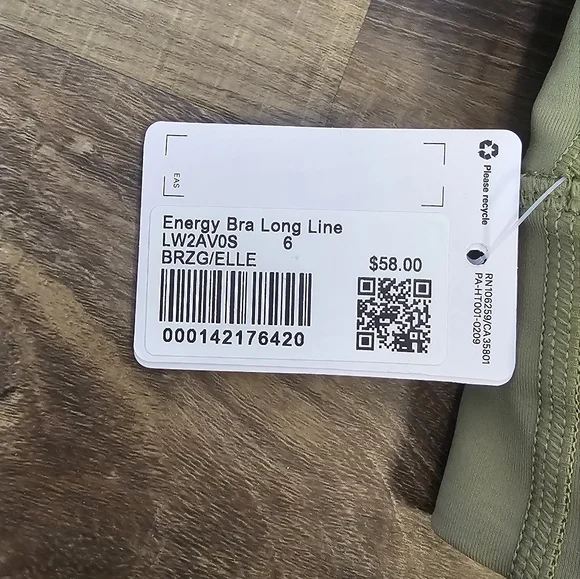 EAS
Please recycle
Energy Bra Long Line
LW2AV0S 6
BRZG/ELLE
$58.00
000142176420
RN106259/CA35801
PA-HT001-0209